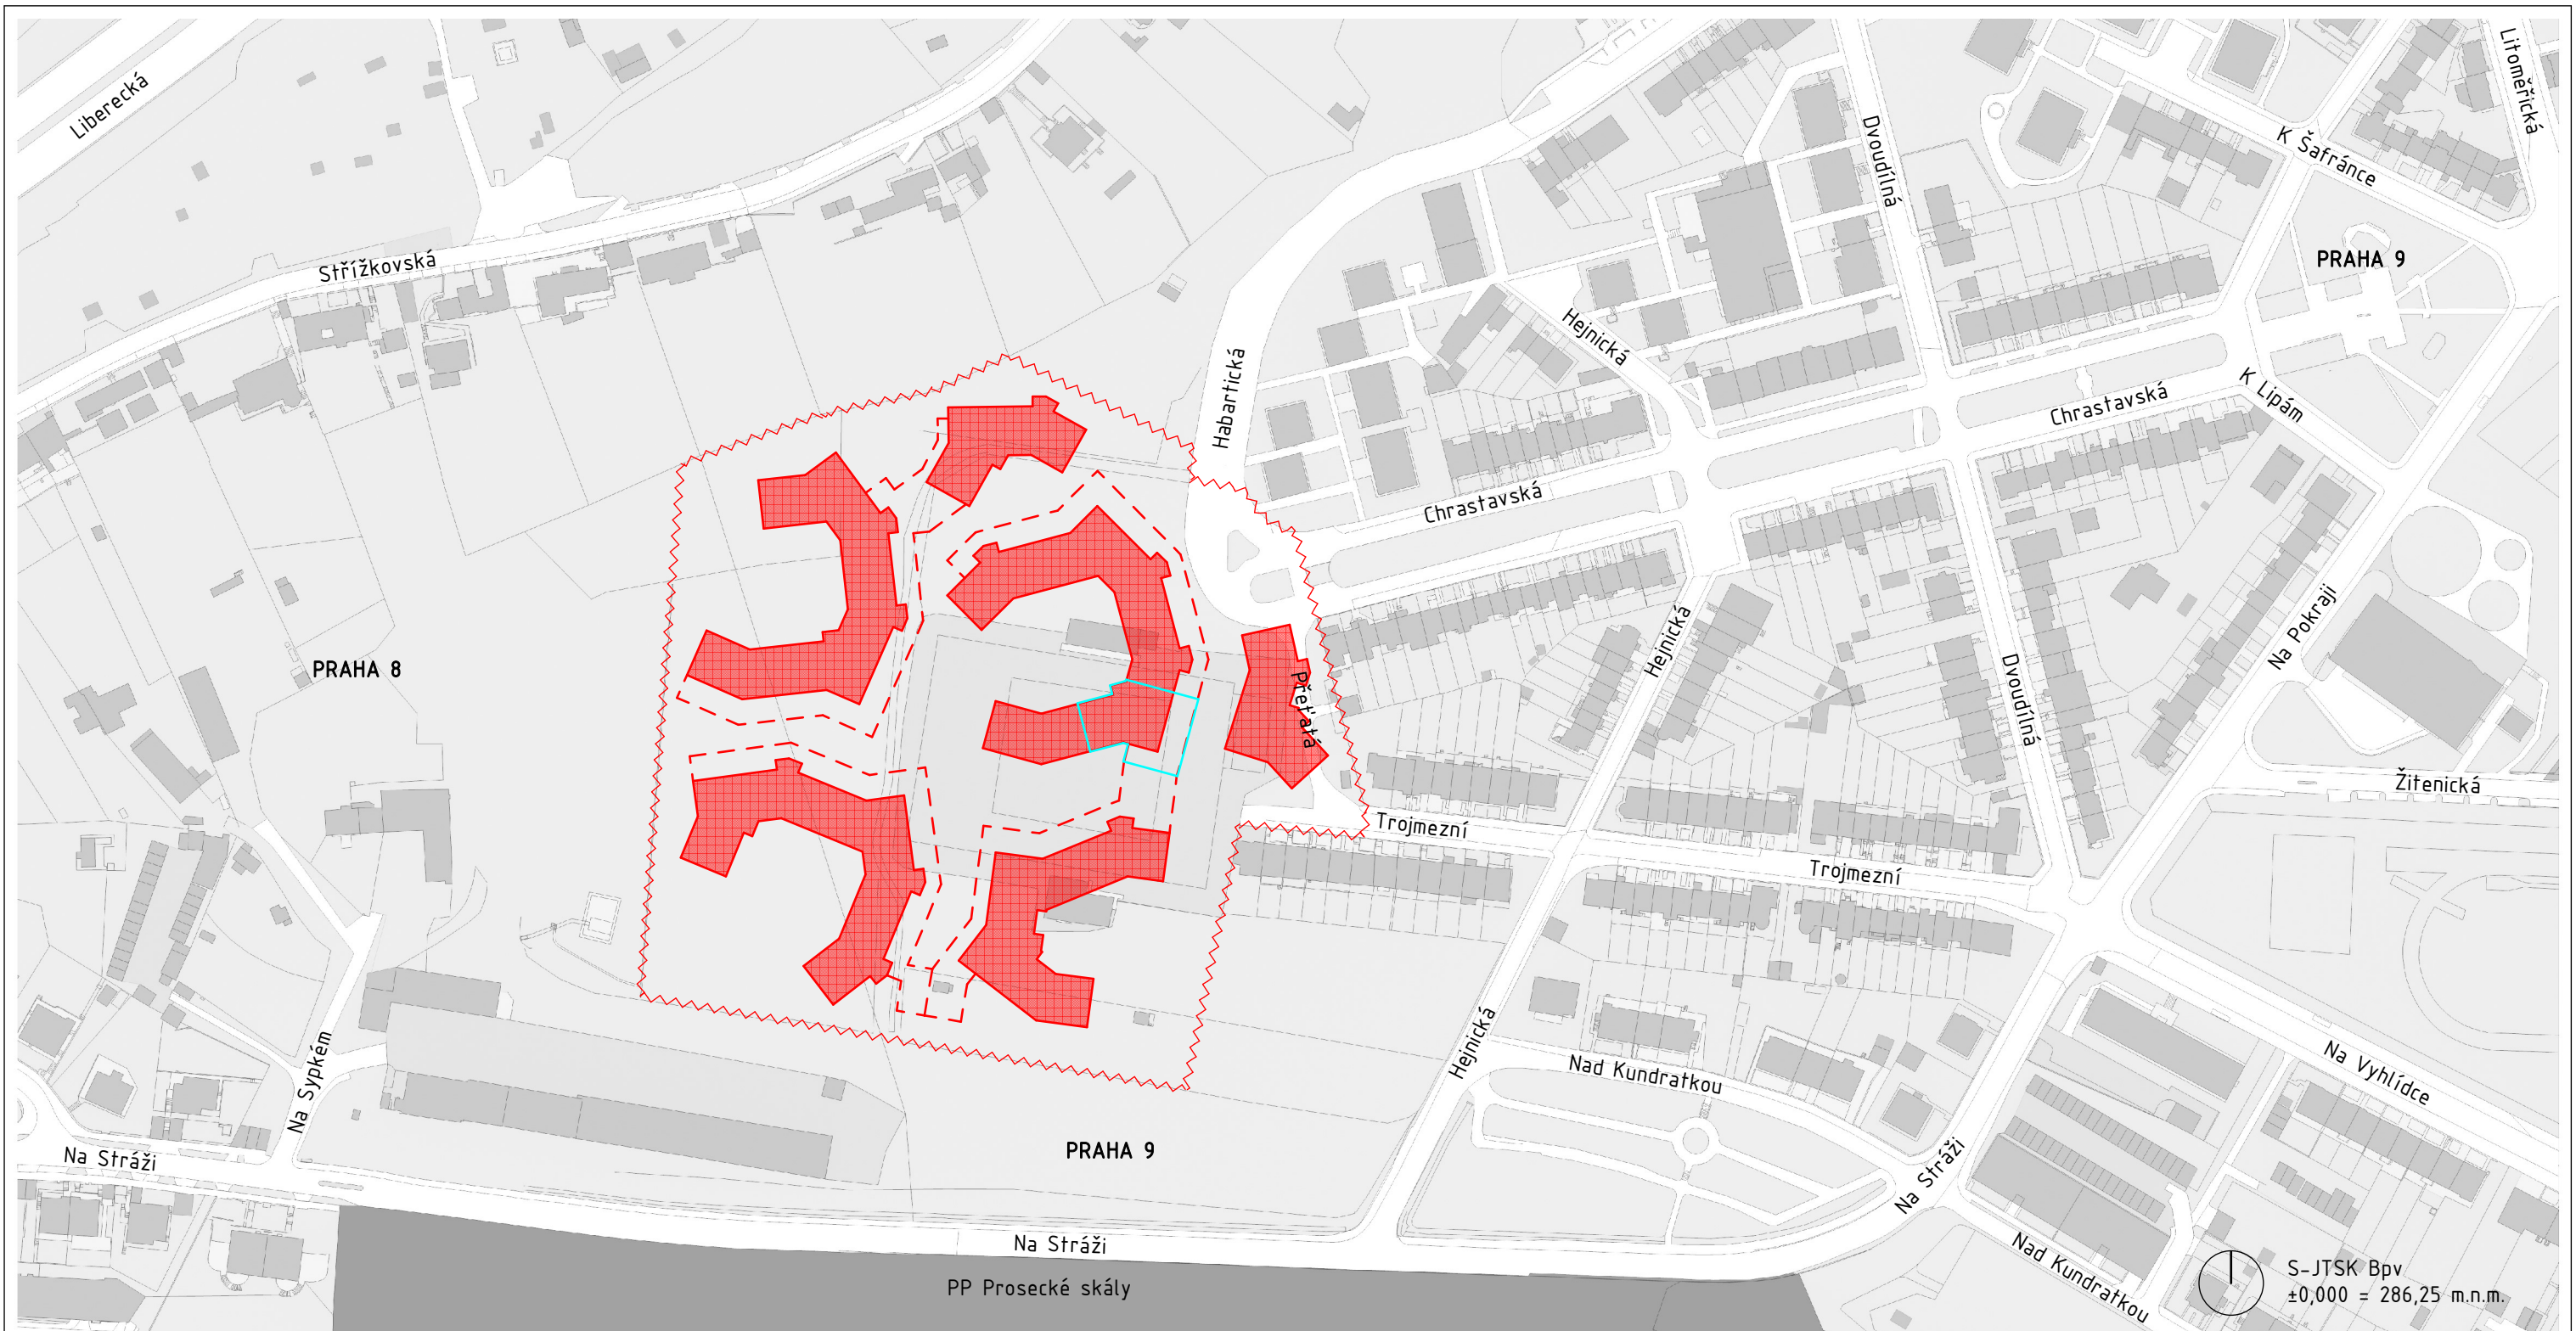 Liberecká
Litoměřická
Dvoudílná
K Šafránce
Střížkovská
PRAHA 9
Hejnická
Habartická
K Lipám
Chrastavská
Chrastavská
Na Pokraji
Hejnická
PRAHA 8
Dvoudílná
Přeťatá
Žitenická
Trojmezní
Trojmezní
Hejnická
Na Sypkém
Nad Kundratkou
Na Vyhlídce
PRAHA 9
Na Stráži
Na Stráži
Na Stráži
Nad Kundratkou
PP Prosecké skály
S-JTSK Bpv
±0,000 = 286,25 m.n.m.